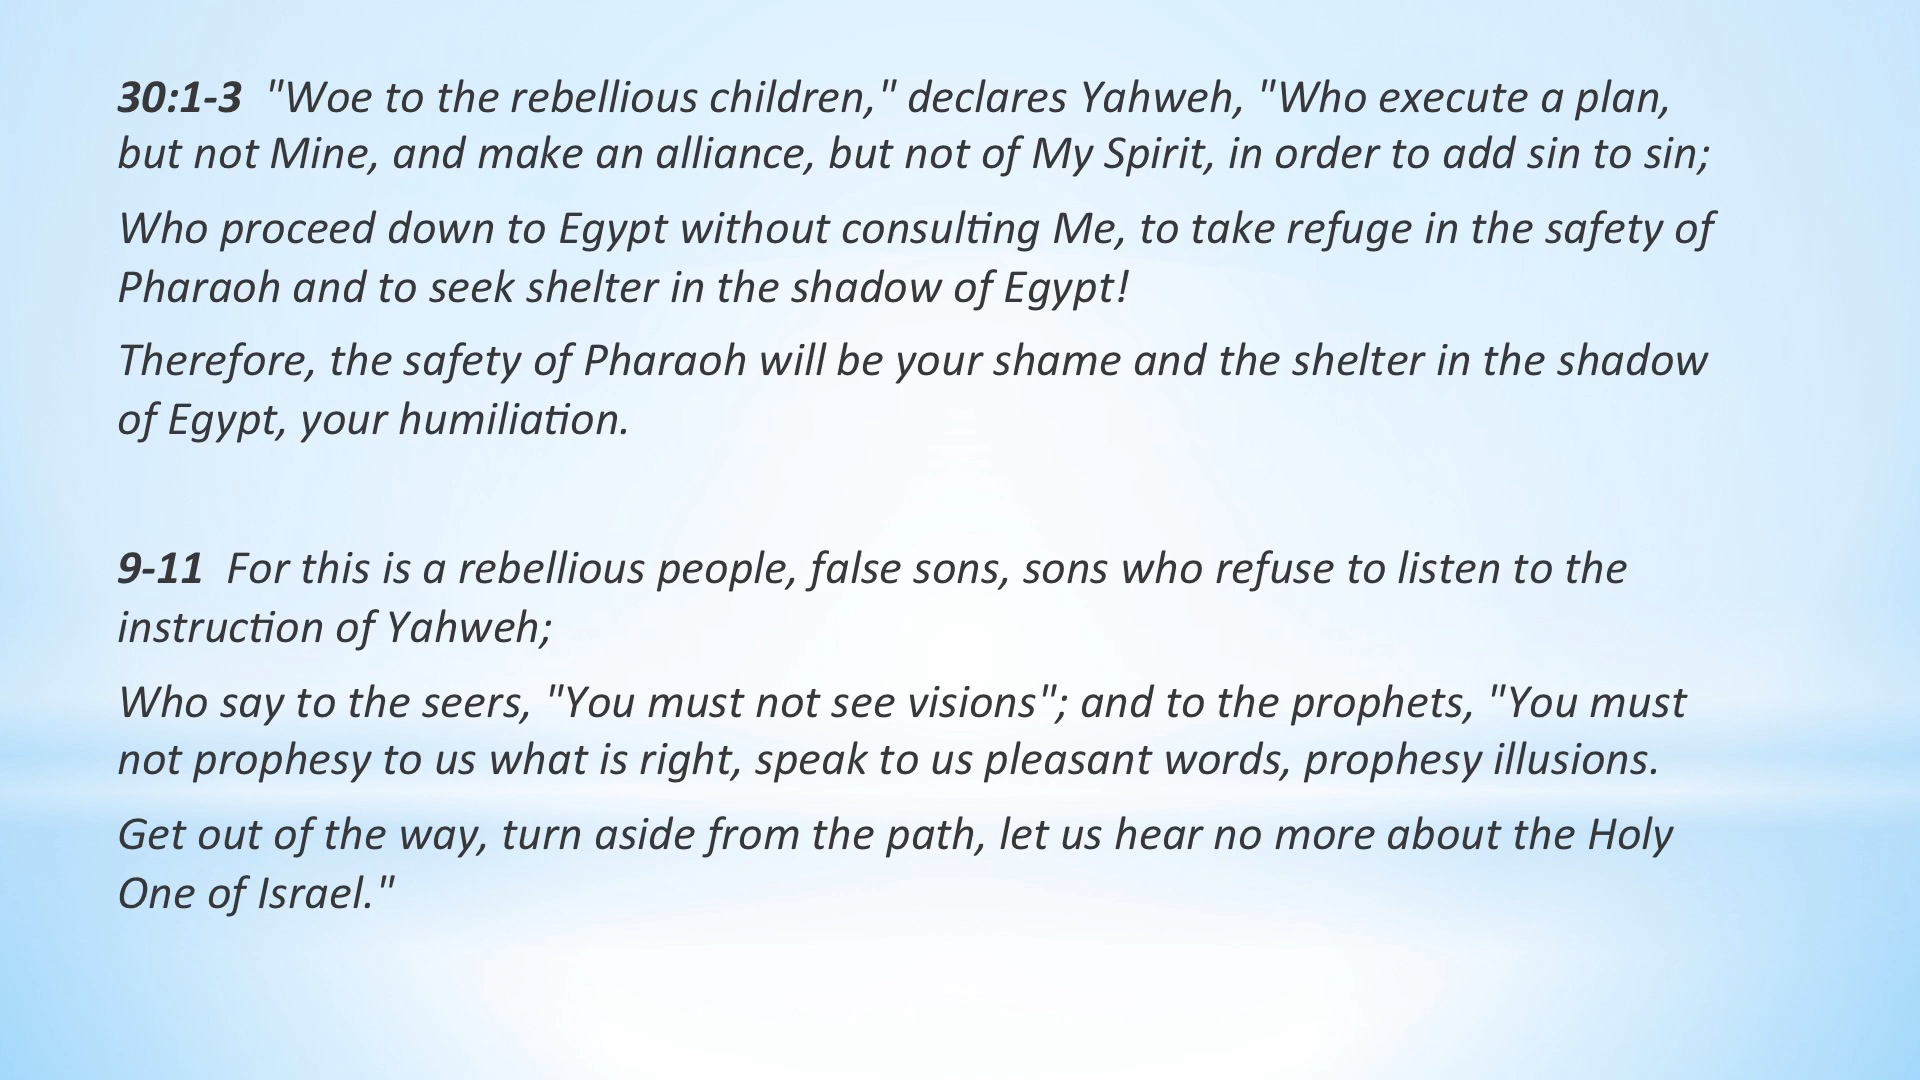 30:1-3 "Woe to the rebellious children," declares Yahweh, "Who execute a plan,
but not Mine, and make an alliance, but not of My Spirit, in order to add sin to sin;
Who proceed down to Egypt without consulting Me, to take refuge in the safety of
Pharaoh and to seek shelter in the shadow of Egypt!
Therefore, the safety of Pharaoh will be your shame and the shelter in the shadow
of Egypt, your humiliation.
9-11 For this is a rebellious people, false sons, sons who refuse to listen to the
instruction of Yahweh;
Who say to the seers, "You must not see visions"; and to the prophets, "You must
not prophesy to us what is right, speak to us pleasant words, prophesy illusions.
Get out of the way, turn aside from the path, let us hear no more about the Holy
One of Israel."